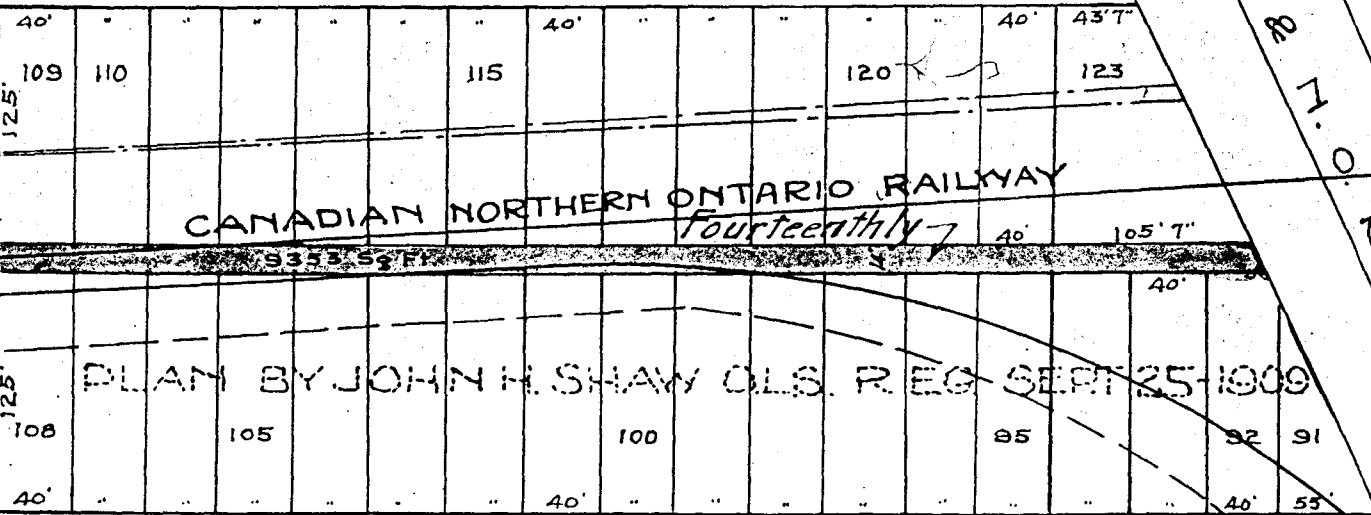 40' " " " " " " 40' " " " " " 40' 43'7"
109 110 115 120 123
125'
& N. O.
CANADIAN NORTHERN ONTARIO RAILWAY
Fourteenthly
40' 105'7"
9353 Sq Ft
40'
PLAN BY JOHN H. SHAW O.L.S. REG SEPT 25-1909
125'
108 105 100 95 92 91
40' " " " " " " 40' " " " " " " " 40' 55'